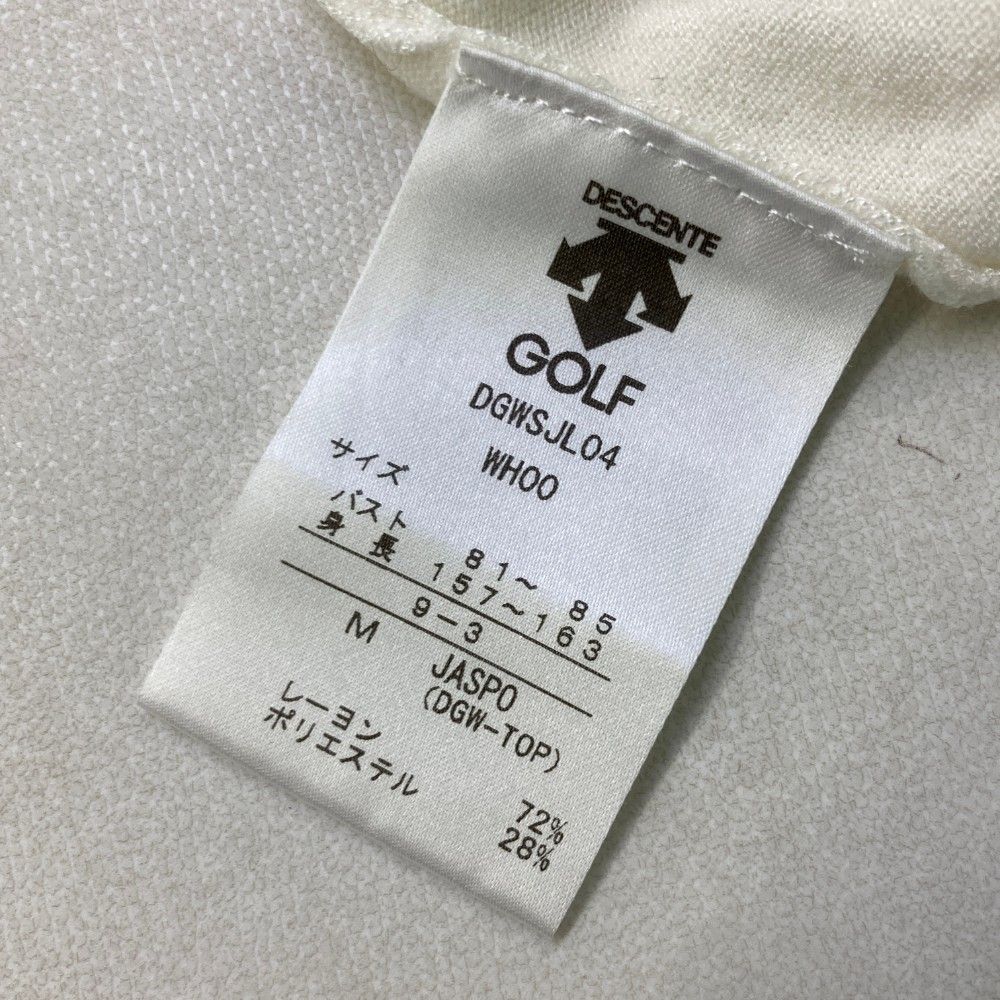 DESCENTE
GOLF
DGWSJL04
WH00
サイズ
バスト 81～ 85
身長 157～163
9-3
M JASPO
(DGW-TOP)
レーヨン 72%
ポリエステル 28%